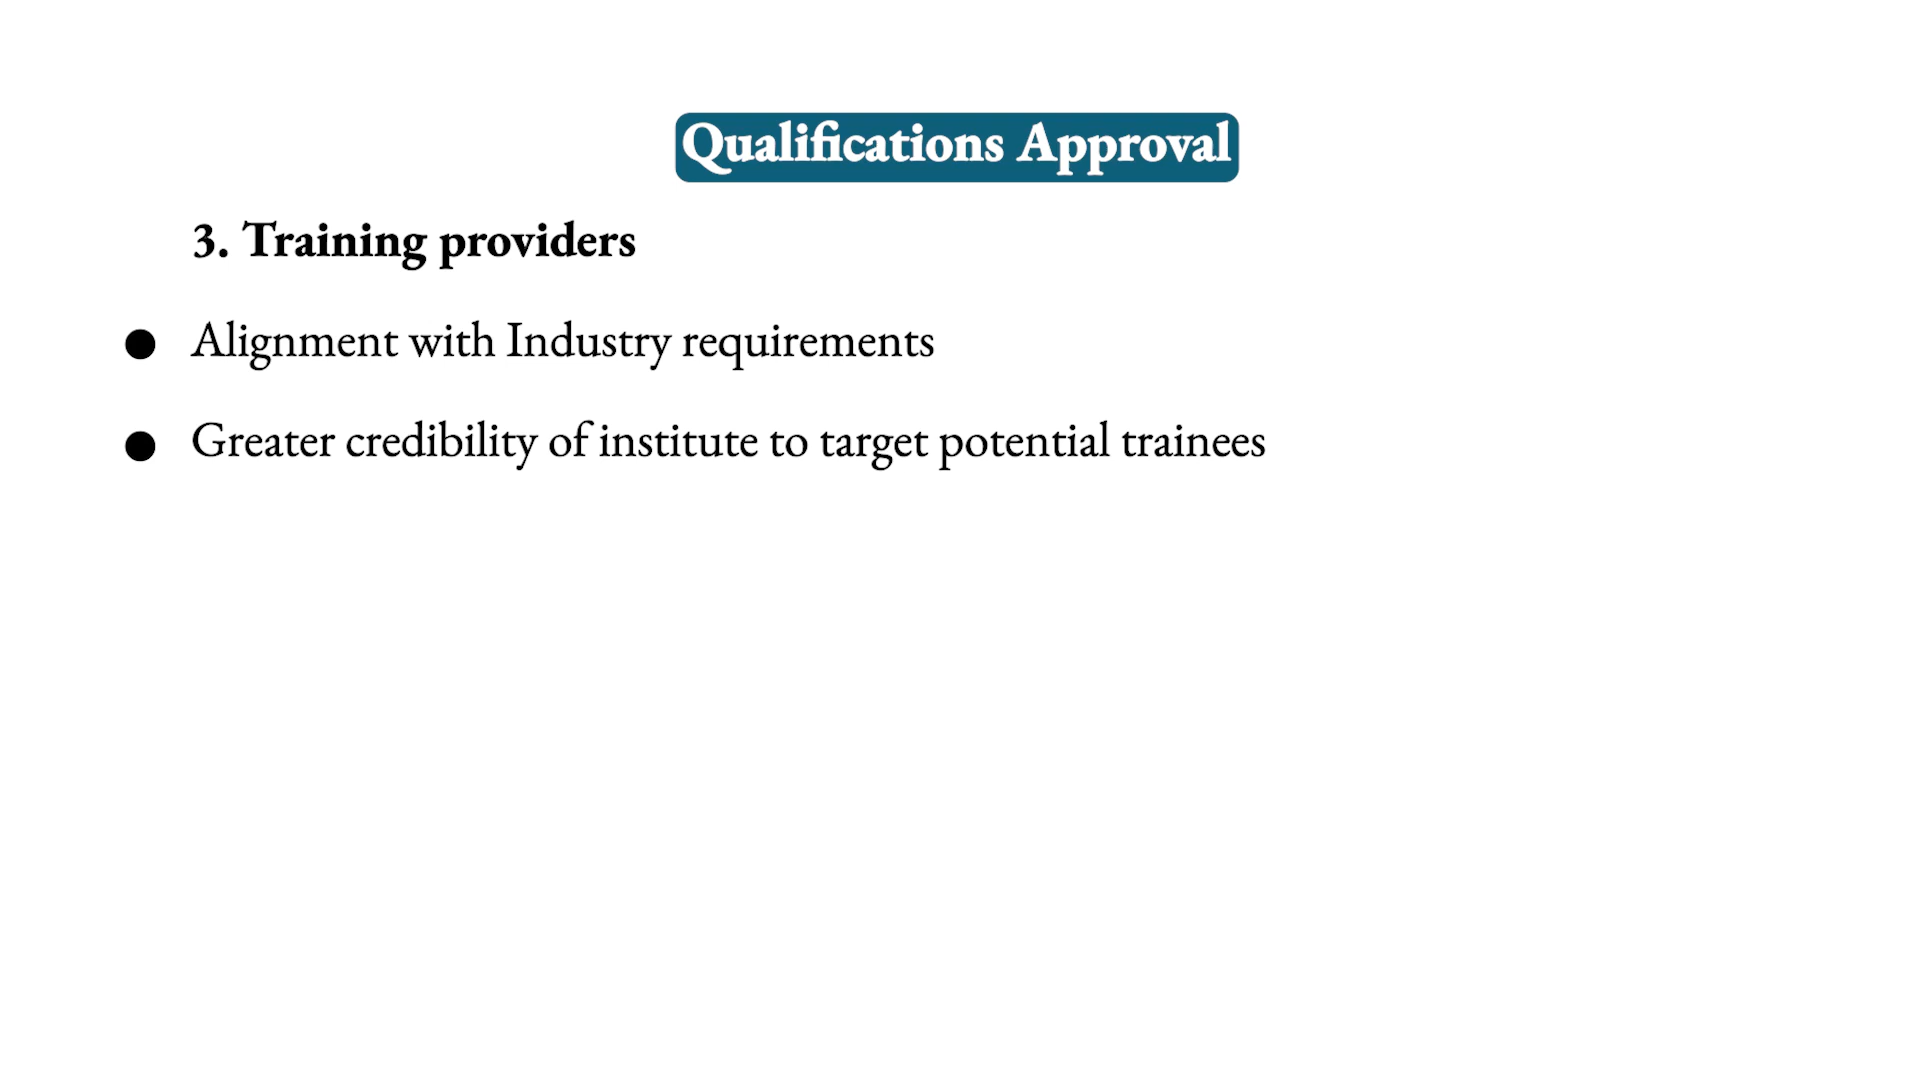 Qualifications Approval
3. Training providers
● Alignment with Industry requirements
● Greater credibility of institute to target potential trainees